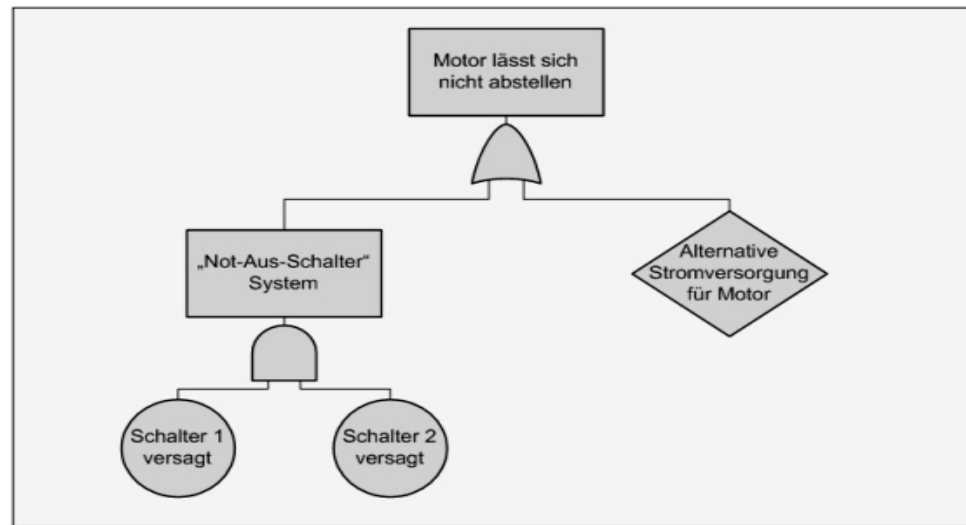 Motor lässt sich
nicht abstellen
„Not-Aus-Schalter“
System
Alternative
Stromversorgung
für Motor
Schalter 1
versagt
Schalter 2
versagt